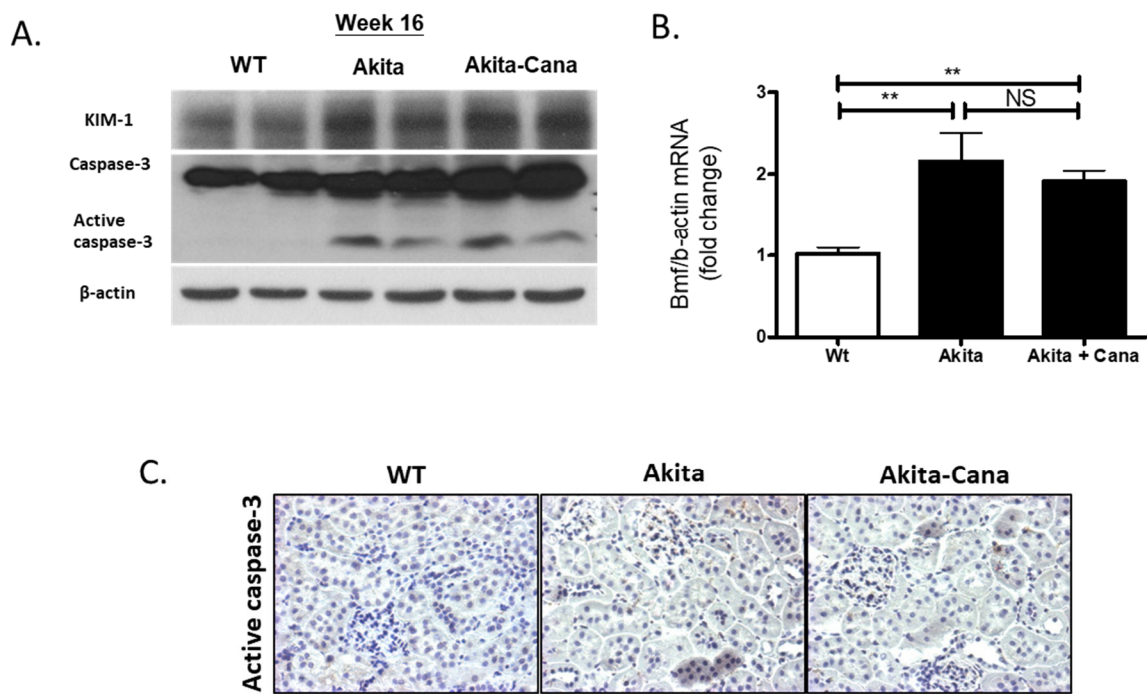 A.
Week 16
WT Akita Akita-Cana
KIM-1
Caspase-3
Active
caspase-3
β-actin
B.
Bmf/b-actin mRNA
(fold change)
3
2
1
0
**
** NS
Wt Akita Akita + Cana
C.
WT Akita Akita-Cana
Active caspase-3